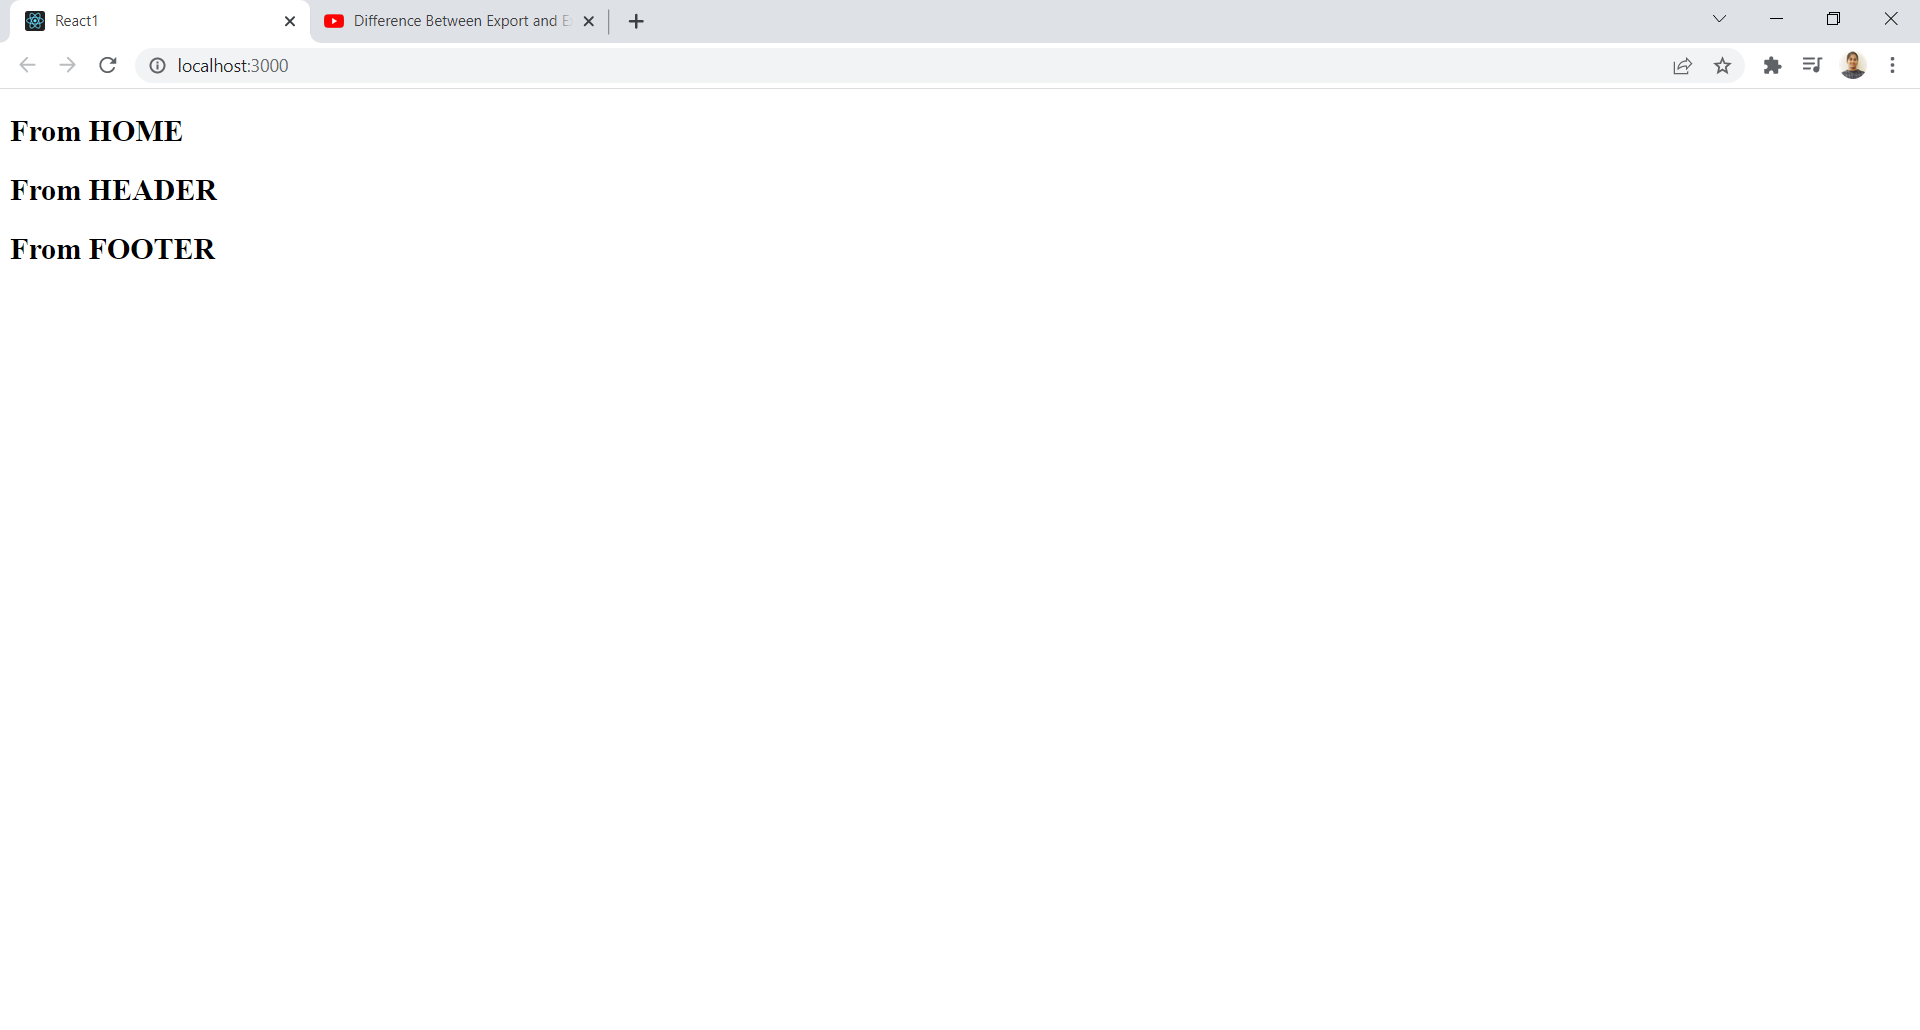 React1
Difference Between Export and E
localhost:3000
From HOME
From HEADER
From FOOTER